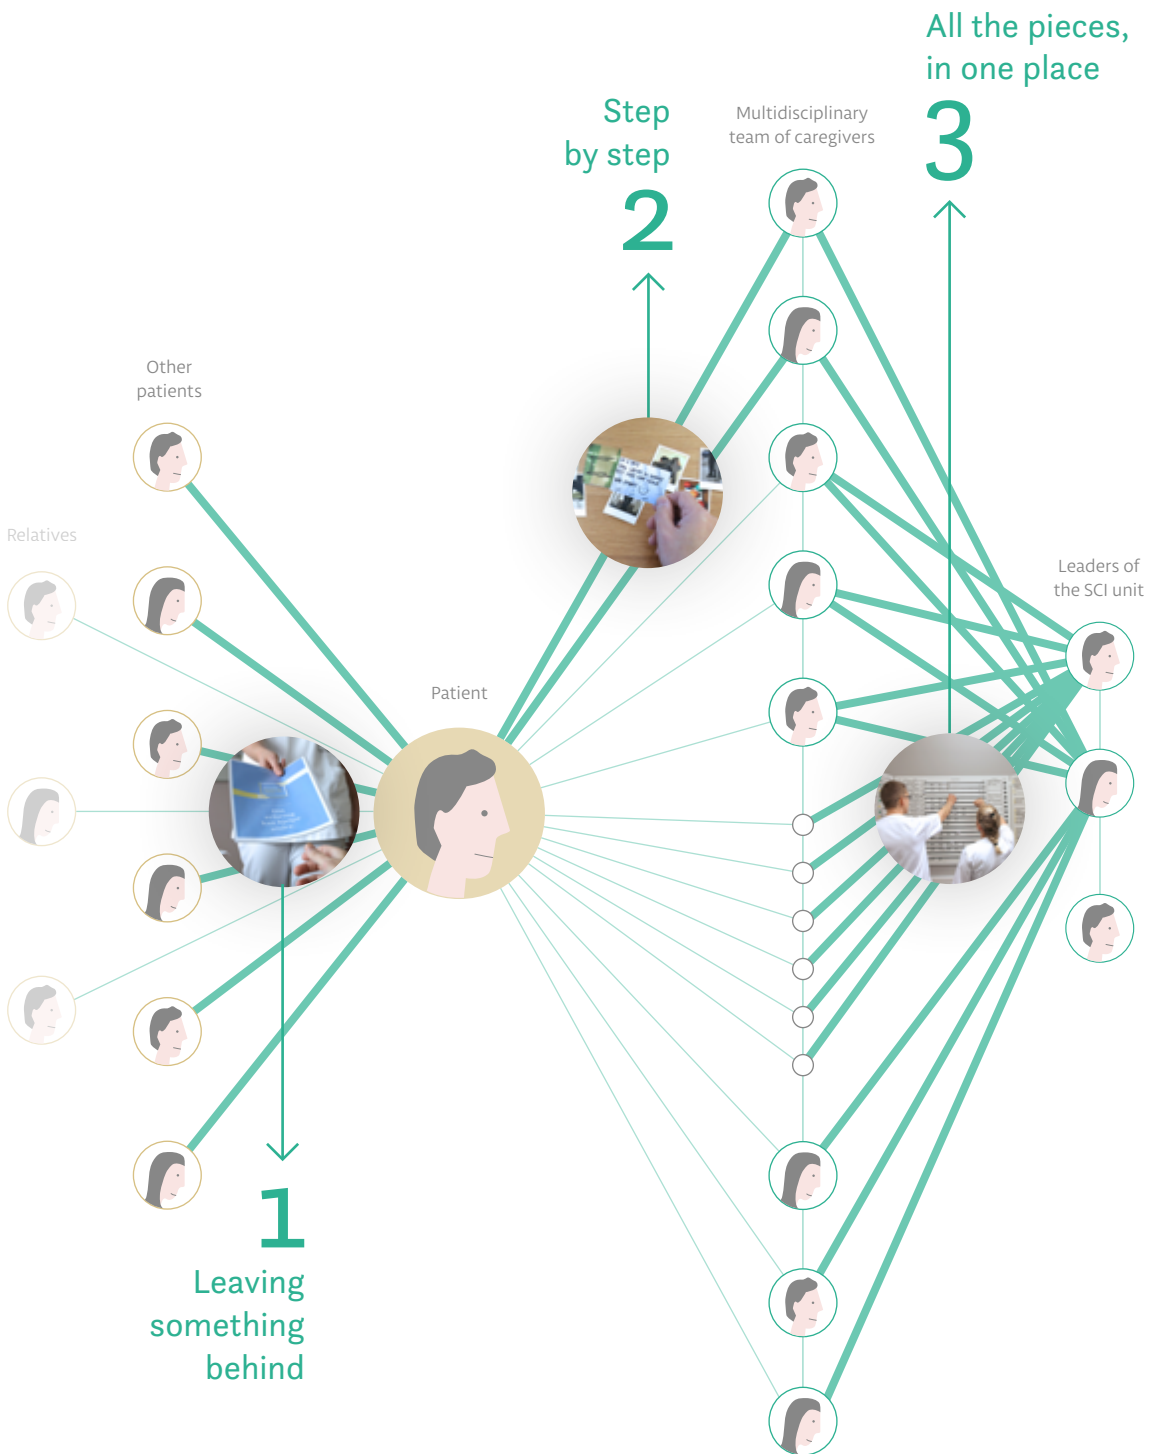 All the pieces,
in one place
3
Step
by step
2
Multidisciplinary
team of caregivers
Other
patients
Relatives
Leaders of
the SCI unit
Patient
1
Leaving
something
behind